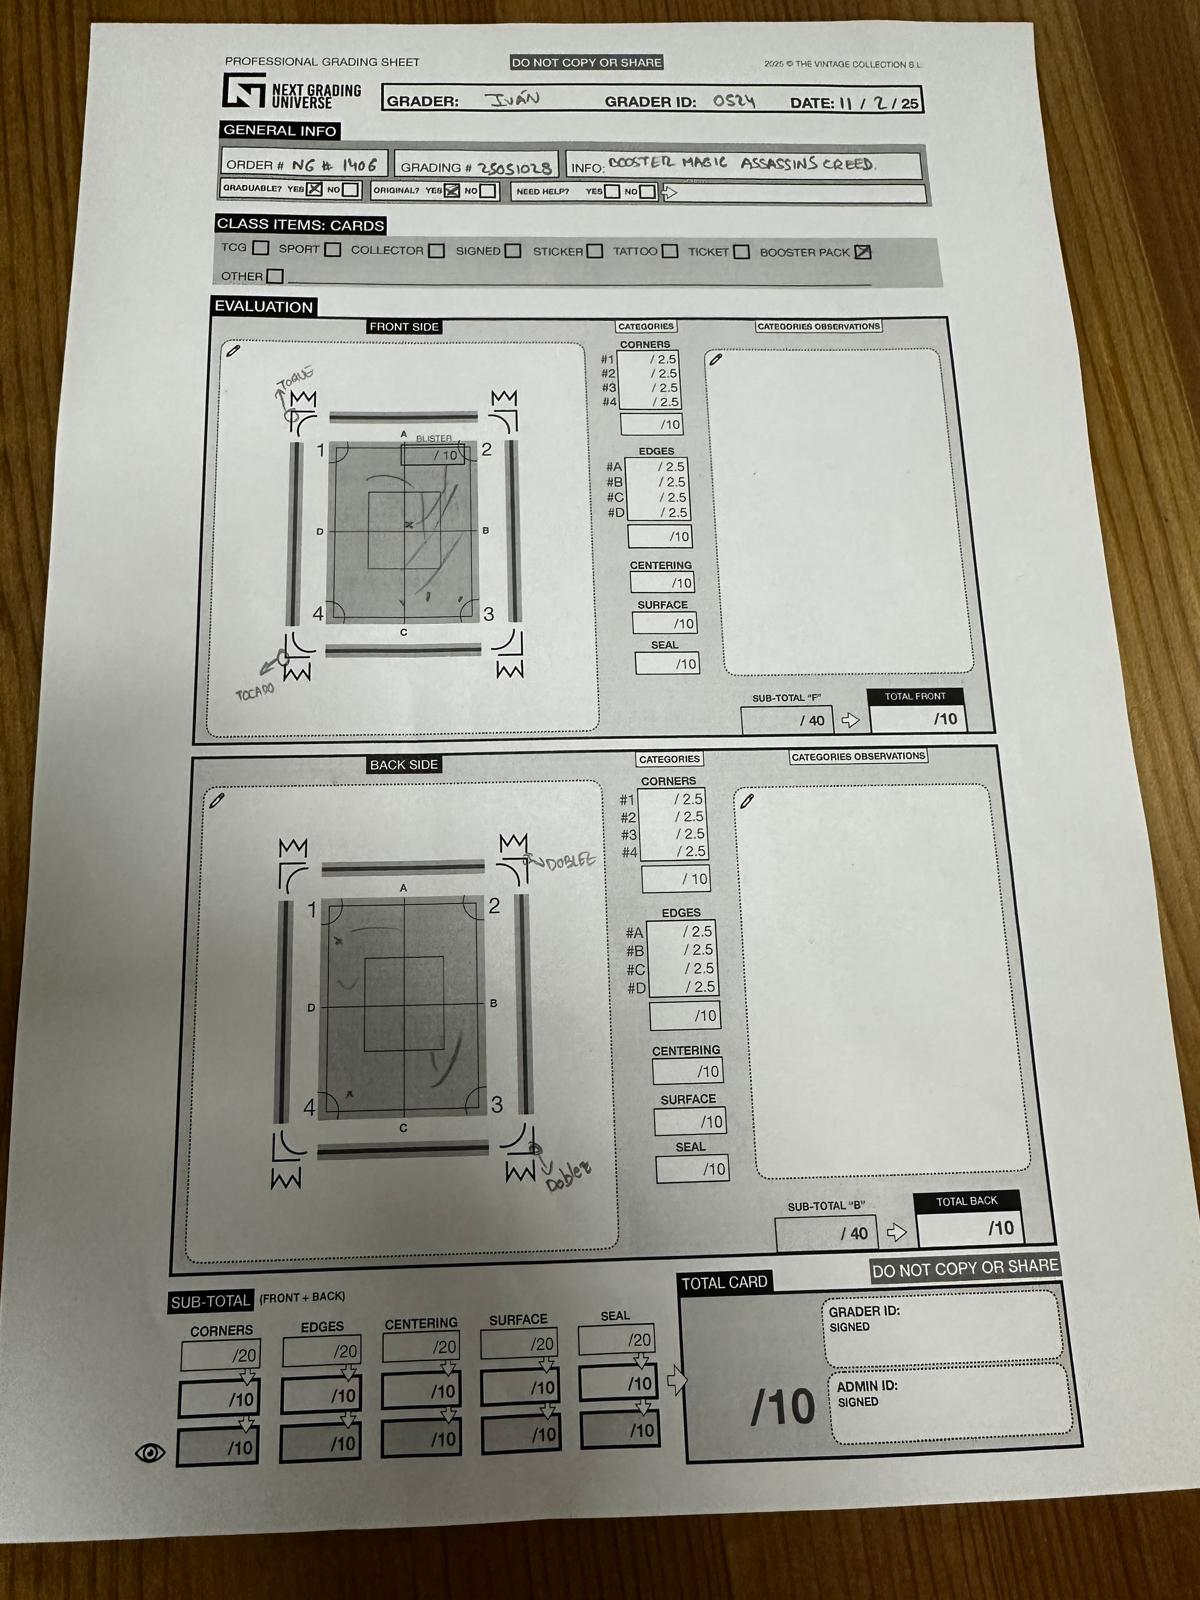 PROFESSIONAL GRADING SHEET DO NOT COPY OR SHARE 2025 © THE VINTAGE COLLECTION S.L.
NEXT GRADING UNIVERSE
GRADER: IVÁN GRADER ID: 0524 DATE: 11 / 2 / 25
GENERAL INFO
ORDER # NG # 1406 GRADING # 25051028 INFO: BOOSTER MAGIC ASSASSINS CREED.
GRADUABLE? YES NO ORIGINAL? YES NO NEED HELP? YES NO
CLASS ITEMS: CARDS
TCG SPORT COLLECTOR SIGNED STICKER TATTOO TICKET BOOSTER PACK
OTHER
EVALUATION
FRONT SIDE
TOQUE
A
BLISTER
/ 10
1 2
D B
4 3
C
TOCADO
CATEGORIES
CORNERS
#1 / 2.5
#2 / 2.5
#3 / 2.5
#4 / 2.5
/10
EDGES
#A / 2.5
#B / 2.5
#C / 2.5
#D / 2.5
/10
CENTERING
/10
SURFACE
/10
SEAL
/10
CATEGORIES OBSERVATIONS
SUB-TOTAL "F" TOTAL FRONT
/ 40 /10
BACK SIDE
DOBLEZ
A
1 2
D B
4 3
C
Doblez
CATEGORIES
CORNERS
#1 / 2.5
#2 / 2.5
#3 / 2.5
#4 / 2.5
/ 10
EDGES
#A / 2.5
#B / 2.5
#C / 2.5
#D / 2.5
/10
CENTERING
/10
SURFACE
/10
SEAL
/10
CATEGORIES OBSERVATIONS
SUB-TOTAL "B" TOTAL BACK
/ 40 /10
DO NOT COPY OR SHARE
SUB-TOTAL (FRONT + BACK)
CORNERS EDGES CENTERING SURFACE SEAL
/20 /20 /20 /20 /20
/10 /10 /10 /10 /10
/10 /10 /10 /10 /10
TOTAL CARD
/10
GRADER ID:
SIGNED
ADMIN ID:
SIGNED